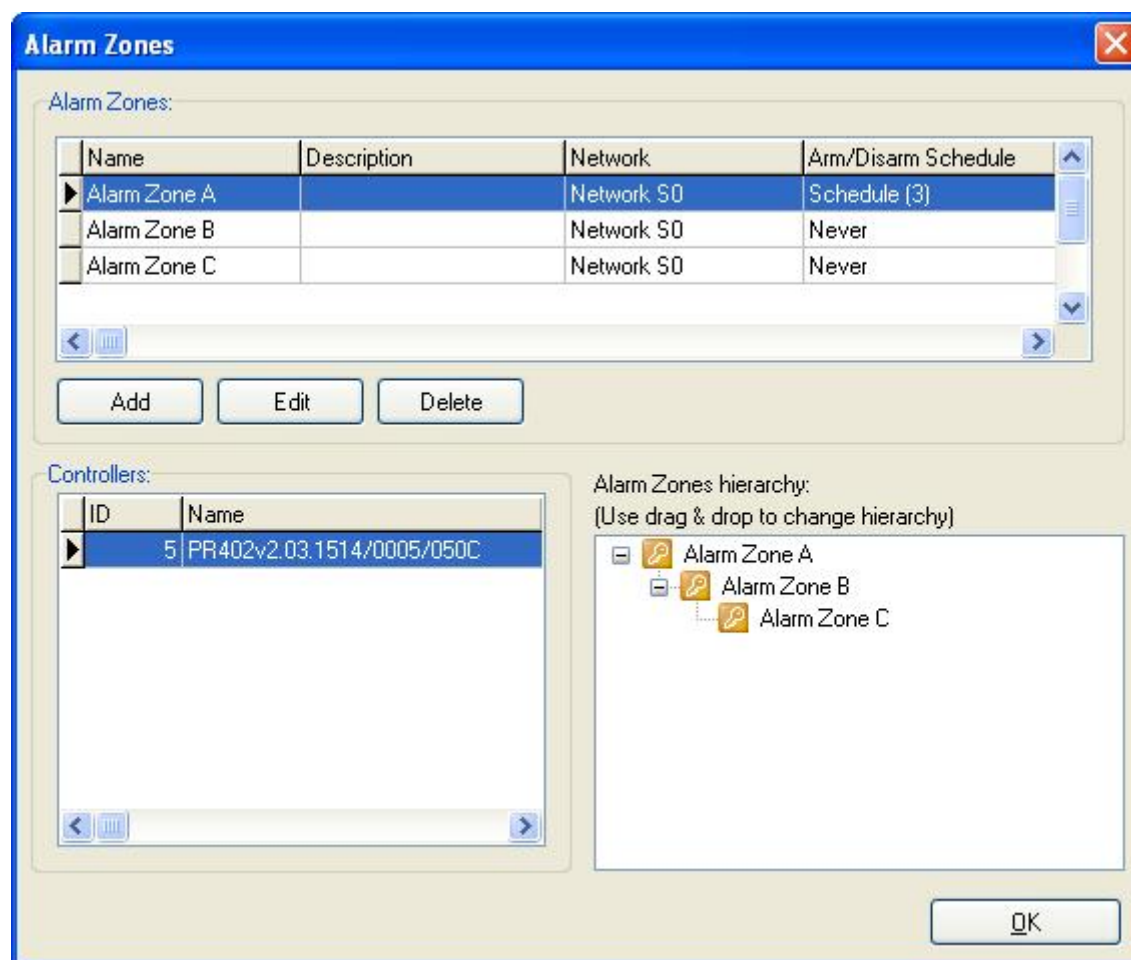 Alarm Zones
Alarm Zones:
Name Description Network Arm/Disarm Schedule
Alarm Zone A Network S0 Schedule (3)
Alarm Zone B Network S0 Never
Alarm Zone C Network S0 Never
Add Edit Delete
Controllers:
ID Name
5 PR402v2.03.1514/0005/050C
Alarm Zones hierarchy:
(Use drag & drop to change hierarchy)
Alarm Zone A
Alarm Zone B
Alarm Zone C
OK